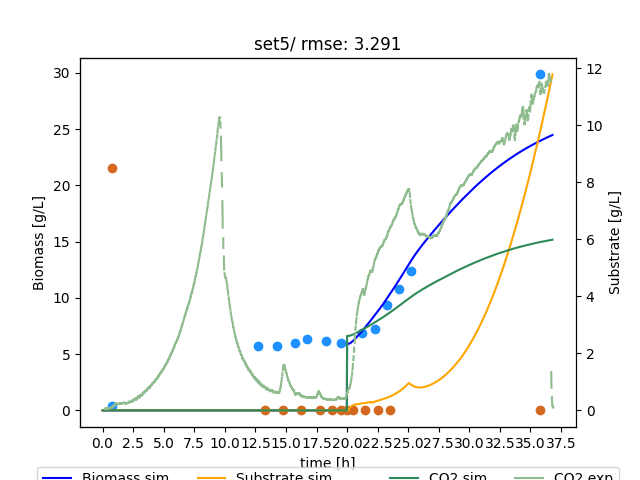 set5/ rmse: 3.291
30
25
20
15
10
5
0
Biomass [g/L]
12
10
8
6
4
2
0
Substrate [g/L]
0.0 2.5 5.0 7.5 10.0 12.5 15.0 17.5 20.0 22.5 25.0 27.5 30.0 32.5 35.0 37.5
time [h]
Biomass sim Substrate sim CO2 sim CO2 exp